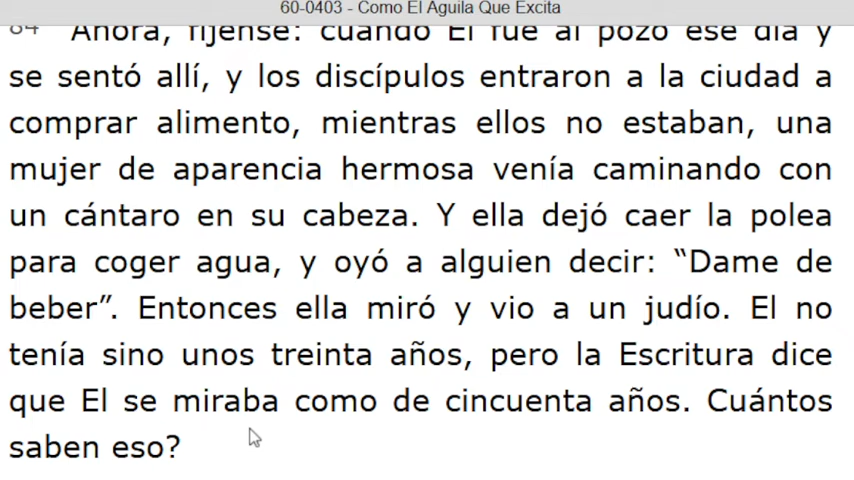 60-0403 - Como El Aguila Que Excita
84 Ahora, fíjense: cuando El fue al pozo ese día y
se sentó allí, y los discípulos entraron a la ciudad a
comprar alimento, mientras ellos no estaban, una
mujer de aparencia hermosa venía caminando con
un cántaro en su cabeza. Y ella dejó caer la polea
para coger agua, y oyó a alguien decir: “Dame de
beber”. Entonces ella miró y vio a un judío. El no
tenía sino unos treinta años, pero la Escritura dice
que El se miraba como de cincuenta años. Cuántos
saben eso?